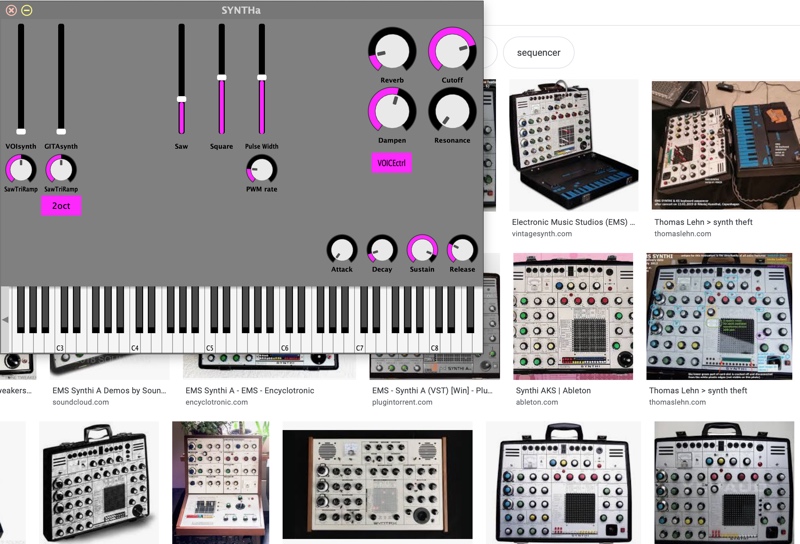 SYNTHa
sequencer
Reverb
Cutoff
VOIsynth
GITAsynth
Saw
Square
Pulse Width
Dampen
Resonance
SawTriRamp
SawTriRamp
PWM rate
VOICEctrl
2oct
Attack
Decay
Sustain
Release
C3
C4
C5
C6
C7
C8
Electronic Music Studios (EMS) ...
vintagesynth.com
Thomas Lehn > synth theft
thomaslehn.com
eakers...
EMS Synthi A Demos by Soun...
soundcloud.com
EMS Synthi A - EMS - Encyclotronic
encyclotronic.com
EMS - Synthi A (VST) [Win] - Plu...
plugintorrent.com
Synthi AKS | Ableton
ableton.com
Thomas Lehn > synth theft
thomaslehn.com